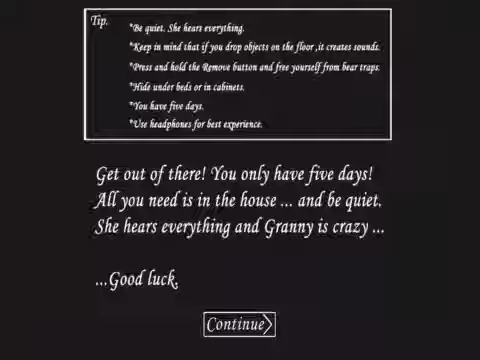 Tip.
*Be quiet. She hears everything.
*Keep in mind that if you drop objects on the floor ,it creates sounds.
*Press and hold the Remove button and free yourself from bear traps.
*Hide under beds or in cabinets.
*You have five days.
*Use headphones for best experience.
Get out of there! You only have five days!
All you need is in the house ... and be quiet.
She hears everything and Granny is crazy ...
...Good luck.
Continue